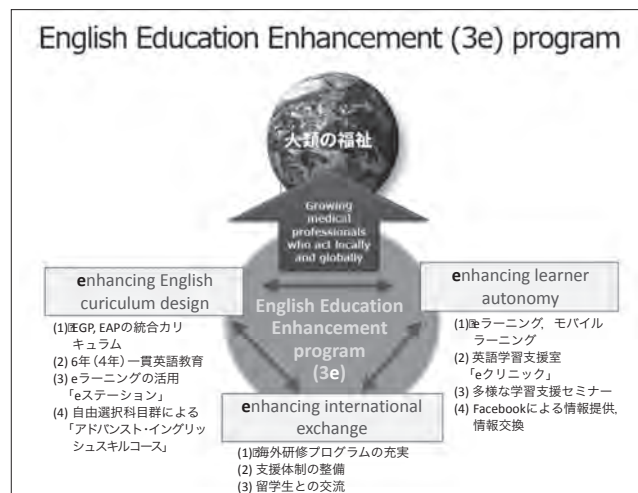 English Education Enhancement (3e) program
人類の福祉
Growing
medical
professionals
who act locally
and globally
enhancing English
curiculum design
(1) EGP, EAPの統合カリ
キュラム
(2) 6年(4年)一貫英語教育
(3) eラーニングの活用
「eステーション」
(4) 自由選択科目群による
「アドバンスト・イングリッ
シュスキルコース」
English Education
Enhancement
program
(3e)
enhancing learner
autonomy
(1) eラーニング, モバイル
ラーニング
(2) 英語学習支援室
「eクリニック」
(3) 多様な学習支援セミナー
(4) Facebookによる情報提供,
情報交換
enhancing international
exchange
(1) 海外研修プログラムの充実
(2) 支援体制の整備
(3) 留学生との交流